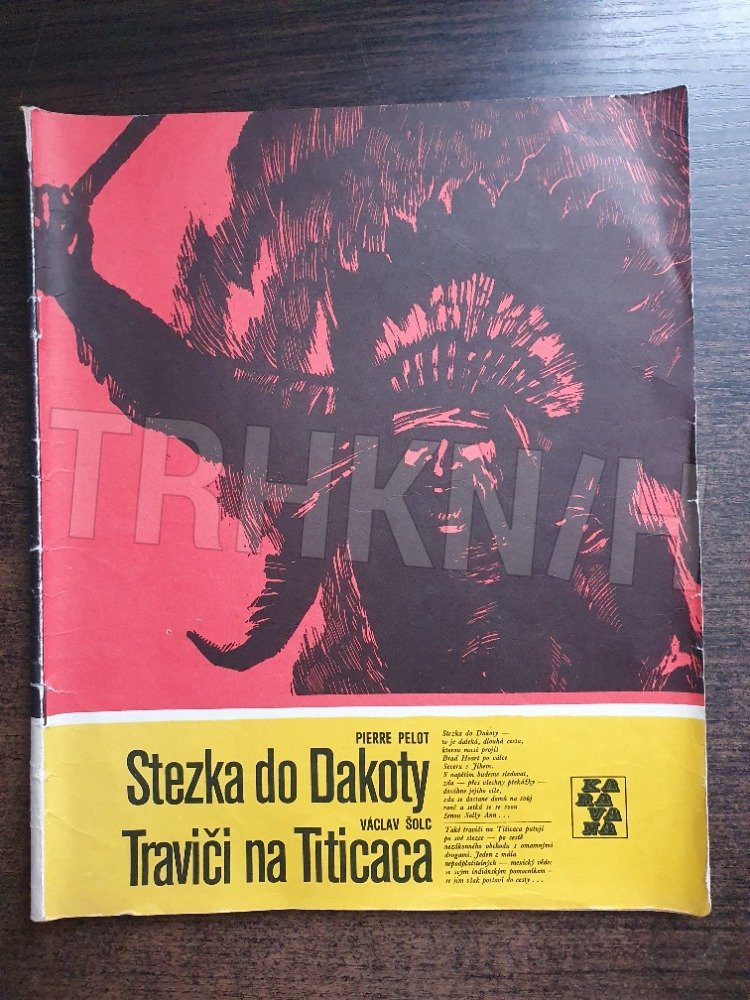 TRHKNIH
PIERRE PELOT
Stezka do Dakoty
VÁCLAV ŠOLC
Traviči na Titicaca
Stezka do Dakoty —
to je daleká, dlouhá cesta,
kterou musí projít
Brad Heart po válce
Severu s Jihem.
S napětím budeme sledovat,
zda — přes všechny překážky —
dosáhne jejího cíle,
zda se dostane domů na svůj
ranč a setká se se svou
ženou Sally Ann . . .
Také traviči na Titicaca putují
po své stezce — po cestě
nezákonného obchodu s omamnými
drogami. Jeden z mála
nepodplatitelných — mexický vědec
se svým indiánským pomocníkem —
se jim však postaví do cesty . . .
KA
RA
VA
NA